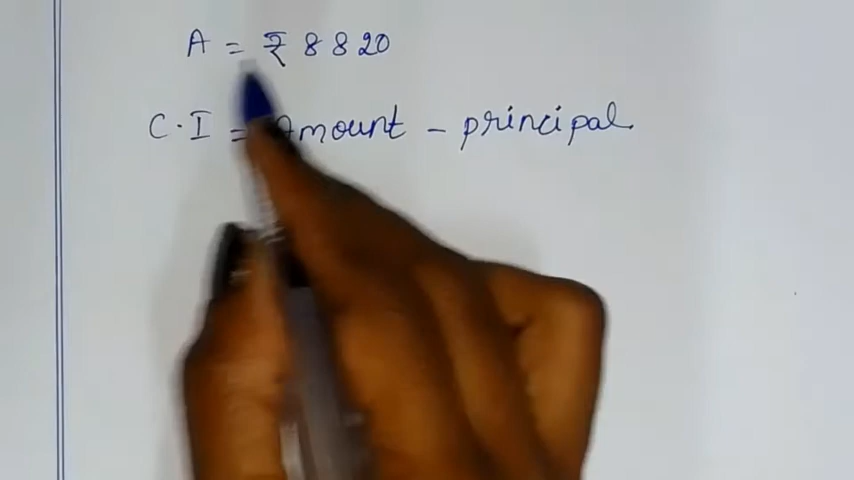 A = ₹ 8820
C.I = Amount - principal.